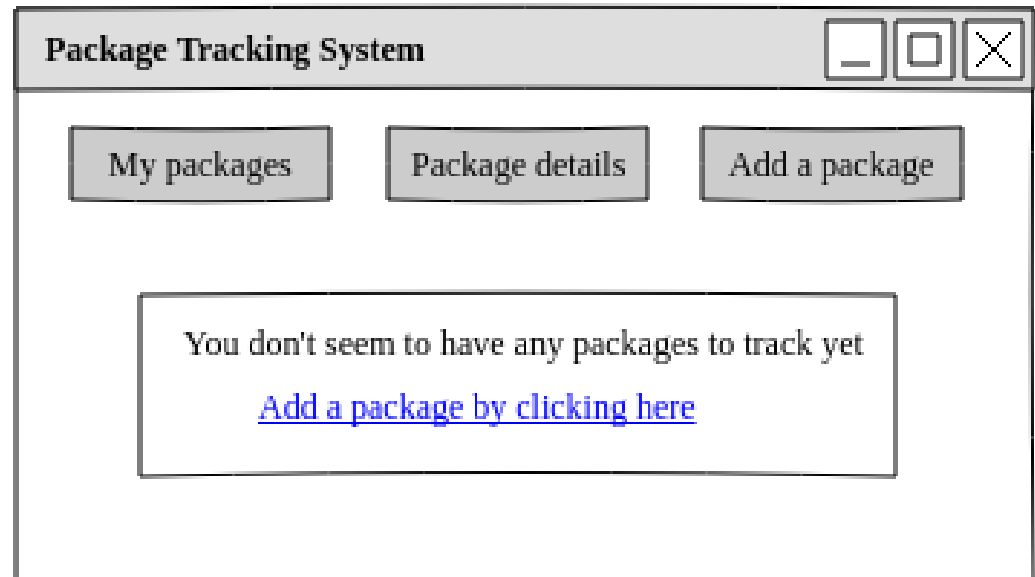 Package Tracking System
My packages
Package details
Add a package
You don't seem to have any packages to track yet
Add a package by clicking here